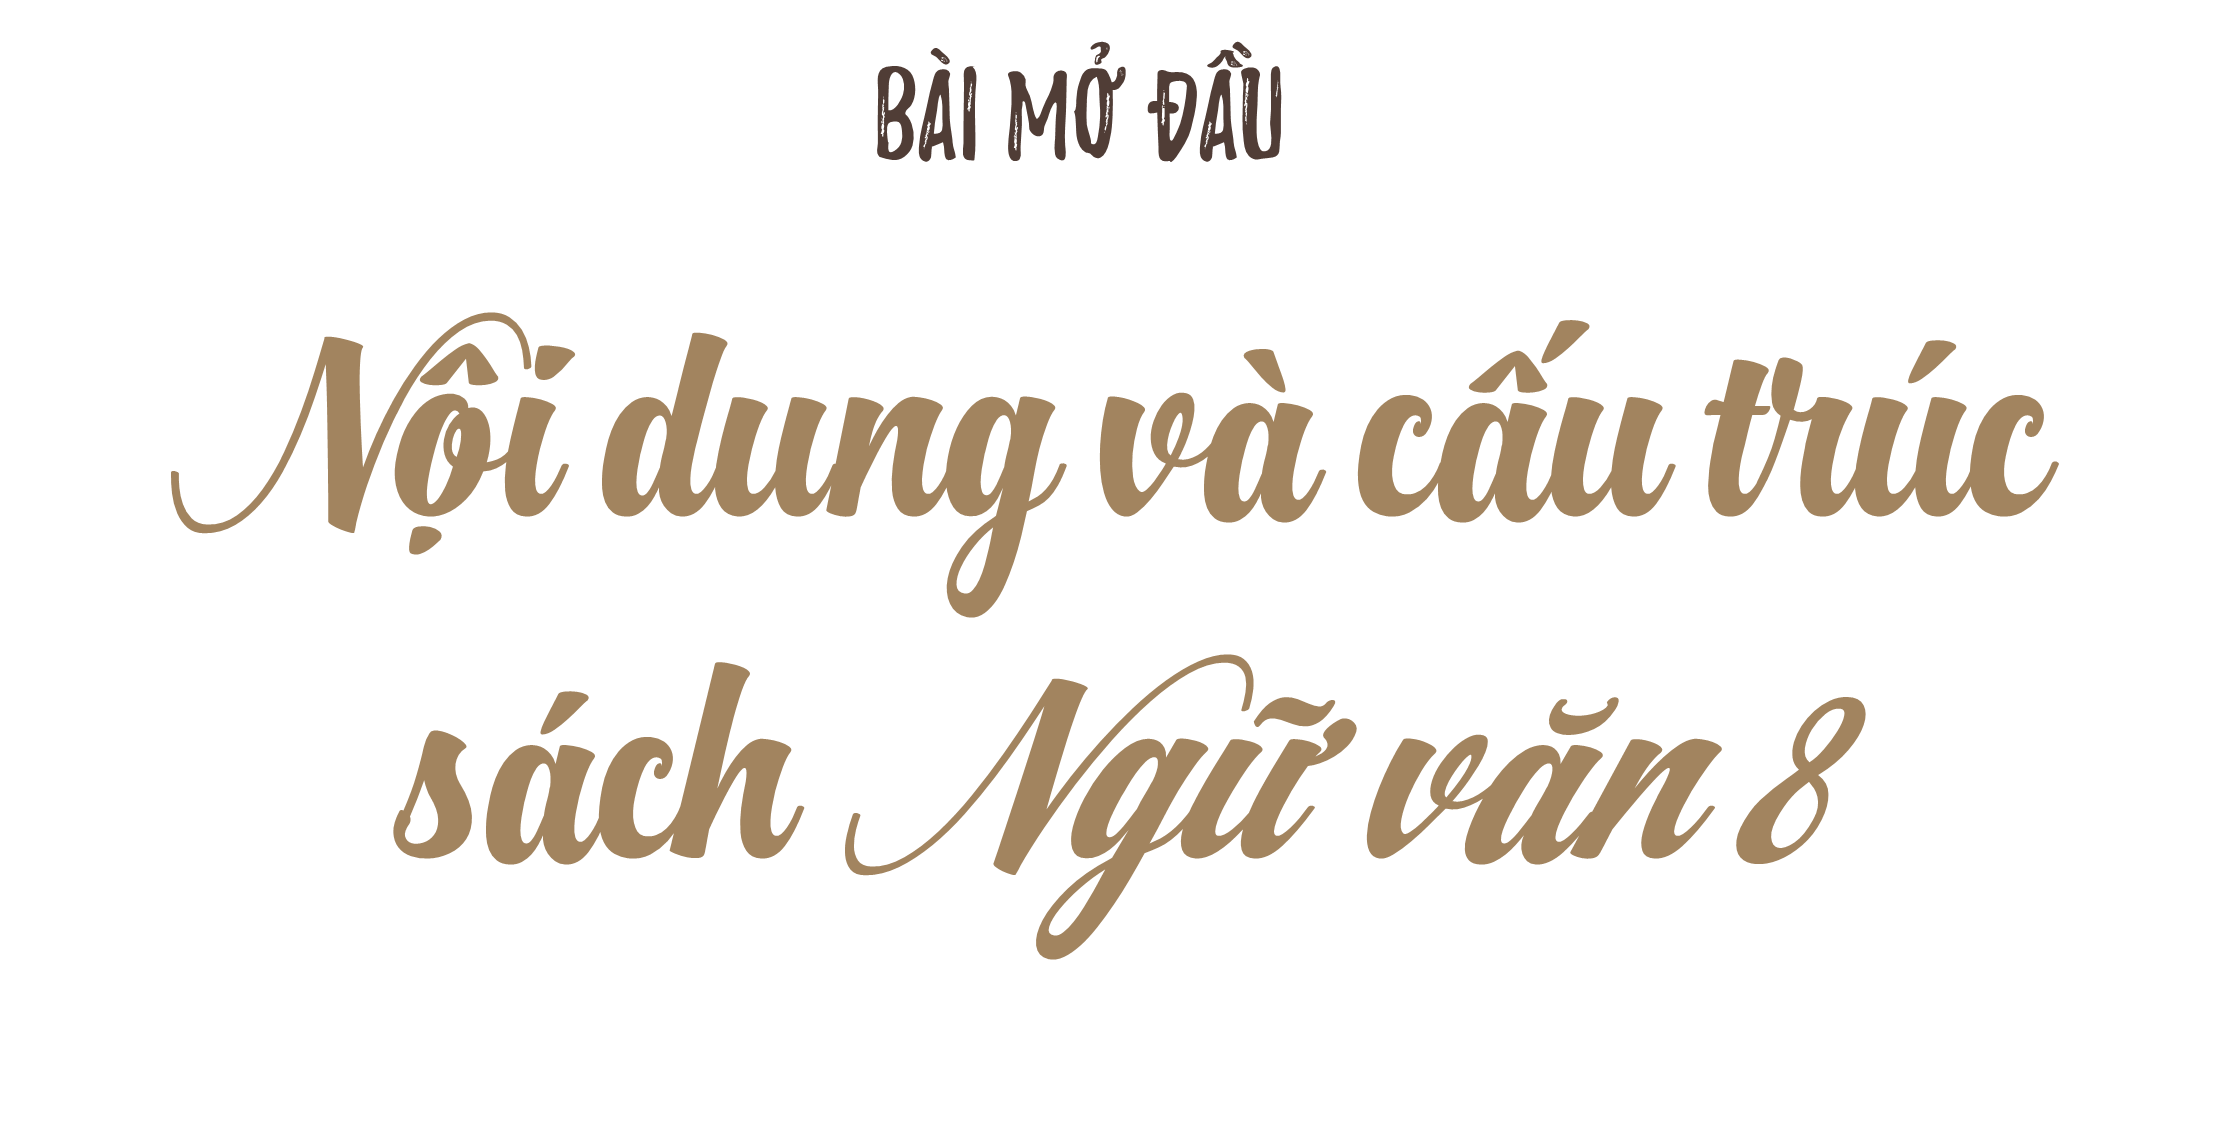 BÀI MỞ ĐẦU
Nội dung và cấu trúc
sách Ngữ văn 8